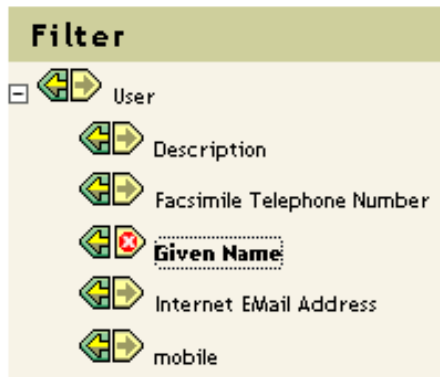 Filter
User
Description
Facsimile Telephone Number
Given Name
Internet EMail Address
mobile